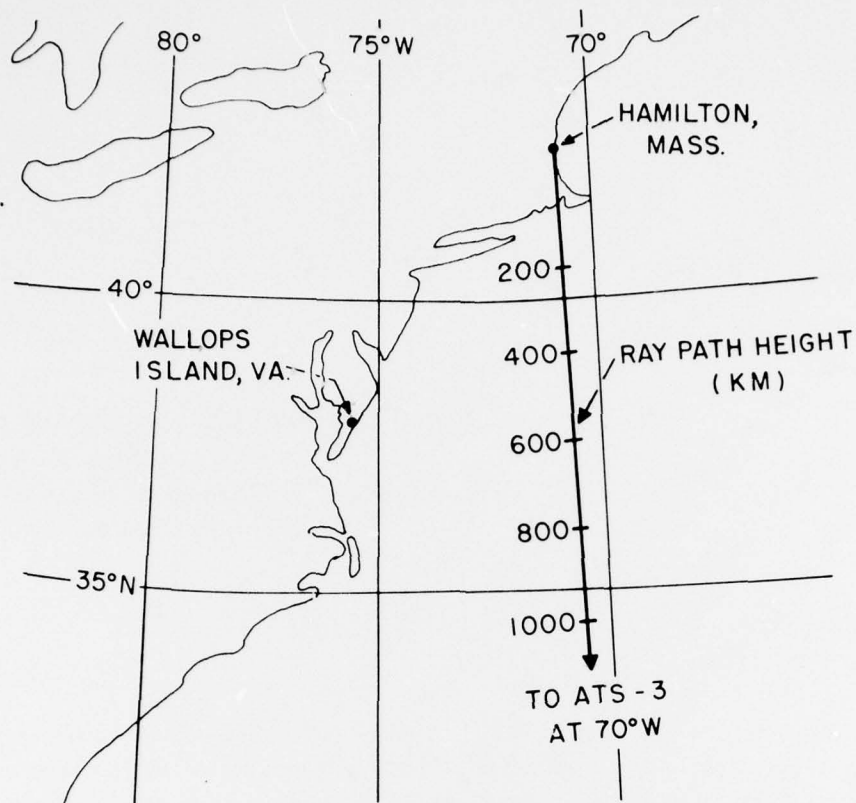 80°
75°W
70°
HAMILTON,
MASS.
200
40°
WALLOPS
ISLAND, VA.
400
RAY PATH HEIGHT
(KM)
600
800
35°N
1000
TO ATS-3
AT 70°W